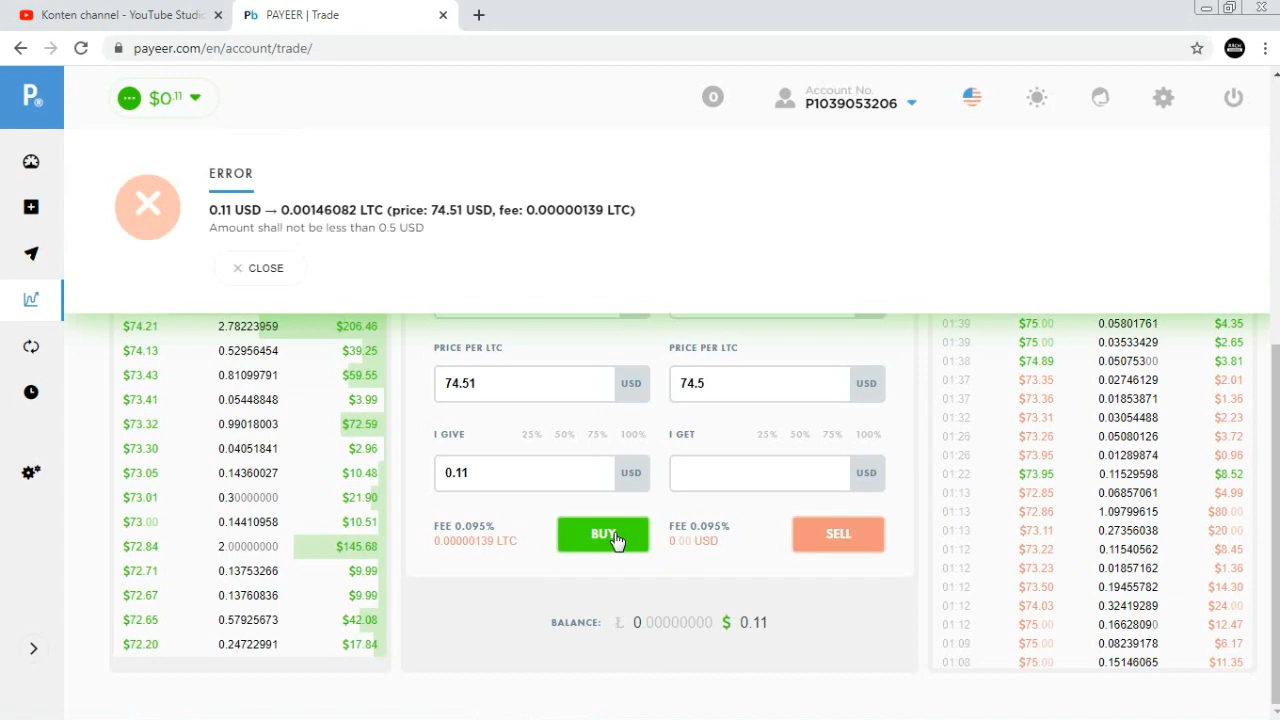 Konten channel - YouTube Studi
Pb PAYEER | Trade
payeer.com/en/account/trade/
P®
$0.11
0
Account No.
P1039053206
ERROR
0.11 USD → 0.00146082 LTC (price: 74.51 USD, fee: 0.00000139 LTC)
Amount shall not be less than 0.5 USD
× CLOSE
$74.21 2.78223959 $206.46
$74.13 0.52956454 $39.25
$73.43 0.81099791 $59.55
$73.41 0.05448848 $3.99
$73.32 0.99018003 $72.59
$73.30 0.04051841 $2.96
$73.05 0.14360027 $10.48
$73.01 0.30000000 $21.90
$73.00 0.14410958 $10.51
$72.84 2.00000000 $145.68
$72.71 0.13753266 $9.99
$72.67 0.13760836 $9.99
$72.65 0.57925673 $42.08
$72.20 0.24722991 $17.84
PRICE PER LTC PRICE PER LTC
74.51 USD 74.5 USD
I GIVE 25% 50% 75% 100% I GET 25% 50% 75% 100%
0.11 USD USD
FEE 0.095% BUY FEE 0.095% SELL
0.00000139 LTC 0.00 USD
BALANCE: Ł 0.00000000 $ 0.11
01:39 $75.00 0.05801761 $4.35
01:39 $75.00 0.03533429 $2.65
01:38 $74.89 0.05075300 $3.81
01:37 $73.35 0.02746129 $2.01
01:37 $73.36 0.01853871 $1.36
01:32 $73.31 0.03054488 $2.23
01:26 $73.26 0.05080126 $3.72
01:26 $73.95 0.01289874 $0.96
01:22 $73.95 0.11529598 $8.52
01:13 $72.85 0.06857061 $4.99
01:13 $72.86 1.09799615 $80.00
01:13 $73.11 0.27356038 $20.00
01:12 $73.22 0.11540562 $8.45
01:12 $73.23 0.01857162 $1.36
01:12 $73.50 0.19455782 $14.30
01:12 $74.03 0.32419289 $24.00
01:12 $75.00 0.16628090 $12.47
01:09 $75.00 0.08239178 $6.17
01:08 $75.00 0.15146065 $11.35